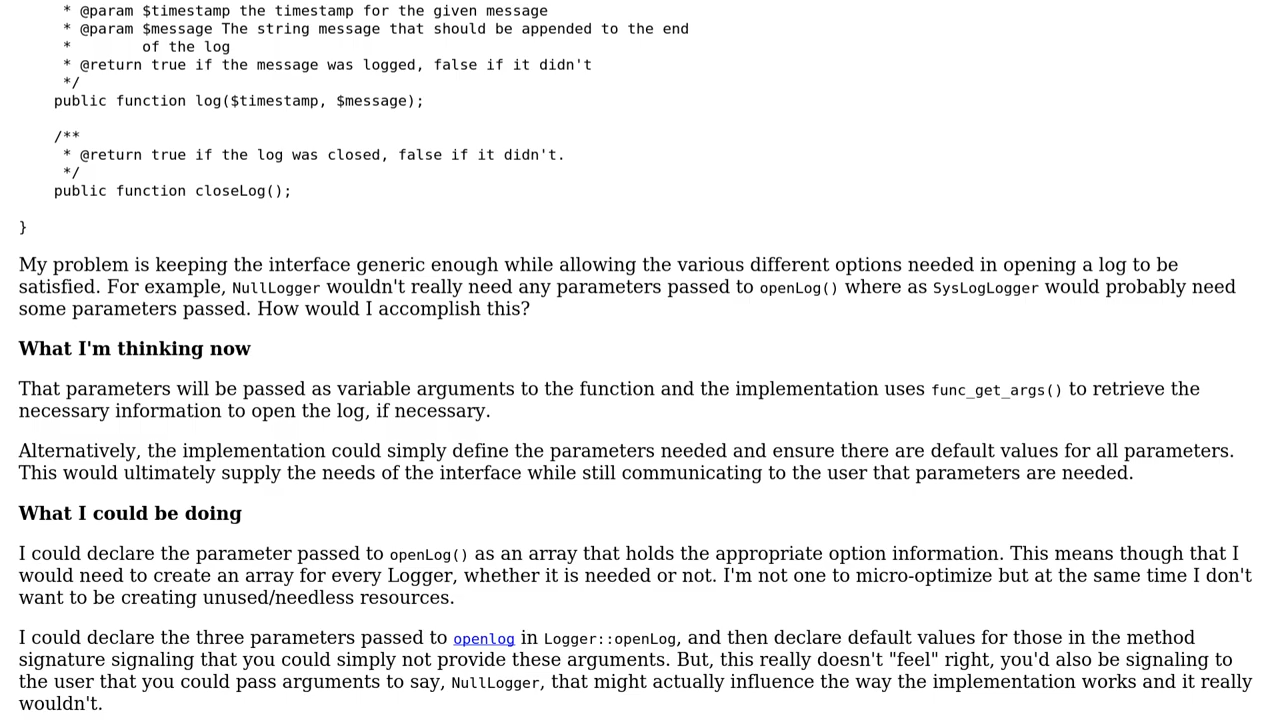 * @param $timestamp the timestamp for the given message
* @param $message The string message that should be appended to the end
*        of the log
* @return true if the message was logged, false if it didn't
*/
public function log($timestamp, $message);
/**
* @return true if the log was closed, false if it didn't.
*/
public function closeLog();
}
My problem is keeping the interface generic enough while allowing the various different options needed in opening a log to be
satisfied. For example, NullLogger wouldn't really need any parameters passed to openLog() where as SysLogLogger would probably need
some parameters passed. How would I accomplish this?
What I'm thinking now
That parameters will be passed as variable arguments to the function and the implementation uses func_get_args() to retrieve the
necessary information to open the log, if necessary.
Alternatively, the implementation could simply define the parameters needed and ensure there are default values for all parameters.
This would ultimately supply the needs of the interface while still communicating to the user that parameters are needed.
What I could be doing
I could declare the parameter passed to openLog() as an array that holds the appropriate option information. This means though that I
would need to create an array for every Logger, whether it is needed or not. I'm not one to micro-optimize but at the same time I don't
want to be creating unused/needless resources.
I could declare the three parameters passed to openlog in Logger::openLog, and then declare default values for those in the method
signature signaling that you could simply not provide these arguments. But, this really doesn't "feel" right, you'd also be signaling to
the user that you could pass arguments to say, NullLogger, that might actually influence the way the implementation works and it really
wouldn't.